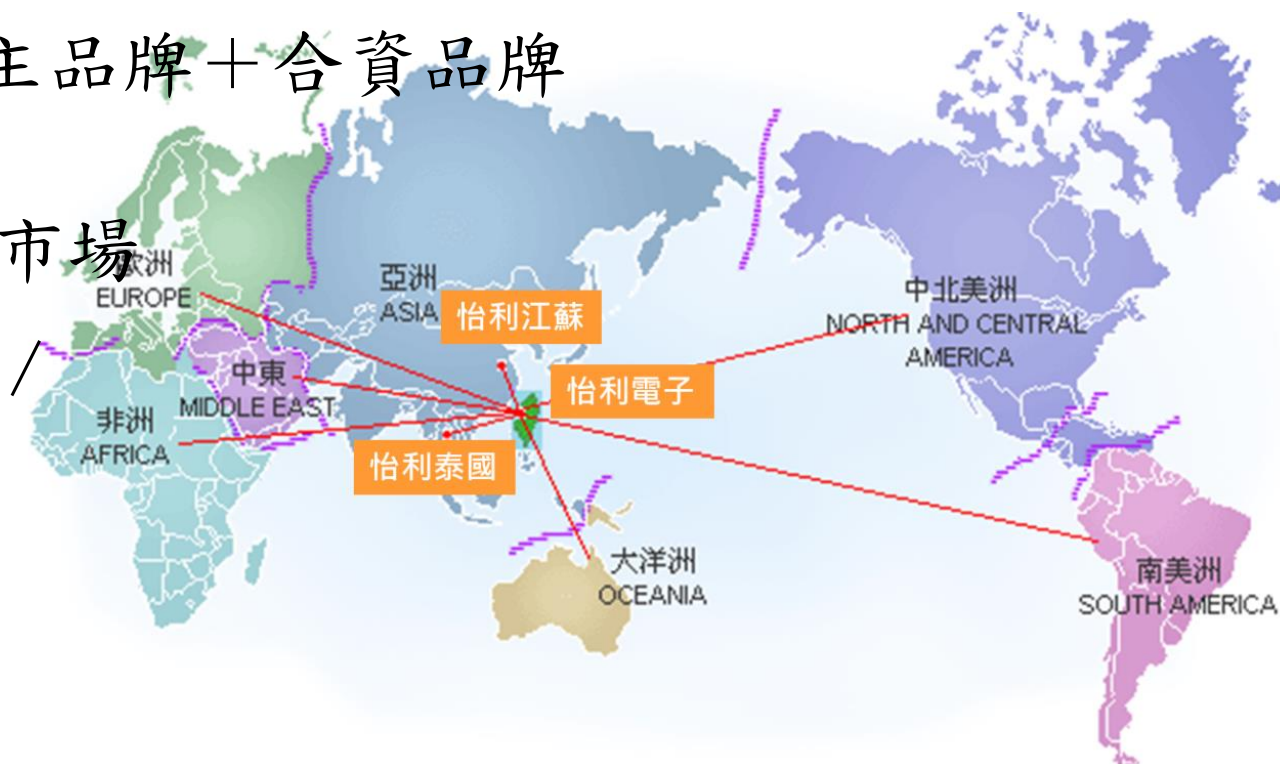 主品牌＋合資品牌
市場
/
歐洲
EUROPE
亞洲
ASIA
怡利江蘇
中北美洲
NORTH AND CENTRAL
AMERICA
中東
MIDDLE EAST
怡利電子
非洲
AFRICA
怡利泰國
大洋洲
OCEANIA
南美洲
SOUTH AMERICA